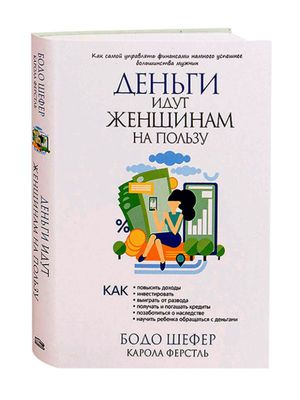 Как самой управлять финансами намного успешнее
большинства мужчин
ДЕНЬГИ
ИДУТ
ЖЕНЩИНАМ
НА ПОЛЬЗУ
%
КАК
• повысить доходы
• инвестировать
• выиграть от развода
• получать и погашать кредиты
• позаботиться о наследстве
• научить ребенка обращаться с деньгами
БОДО ШЕФЕР
КАРОЛА ФЕРСТЛЬ
БОДО ШЕФЕР
КАРОЛА ФЕРСТЛЬ
ДЕНЬГИ ИДУТ
ЖЕНЩИНАМ НА ПОЛЬЗУ